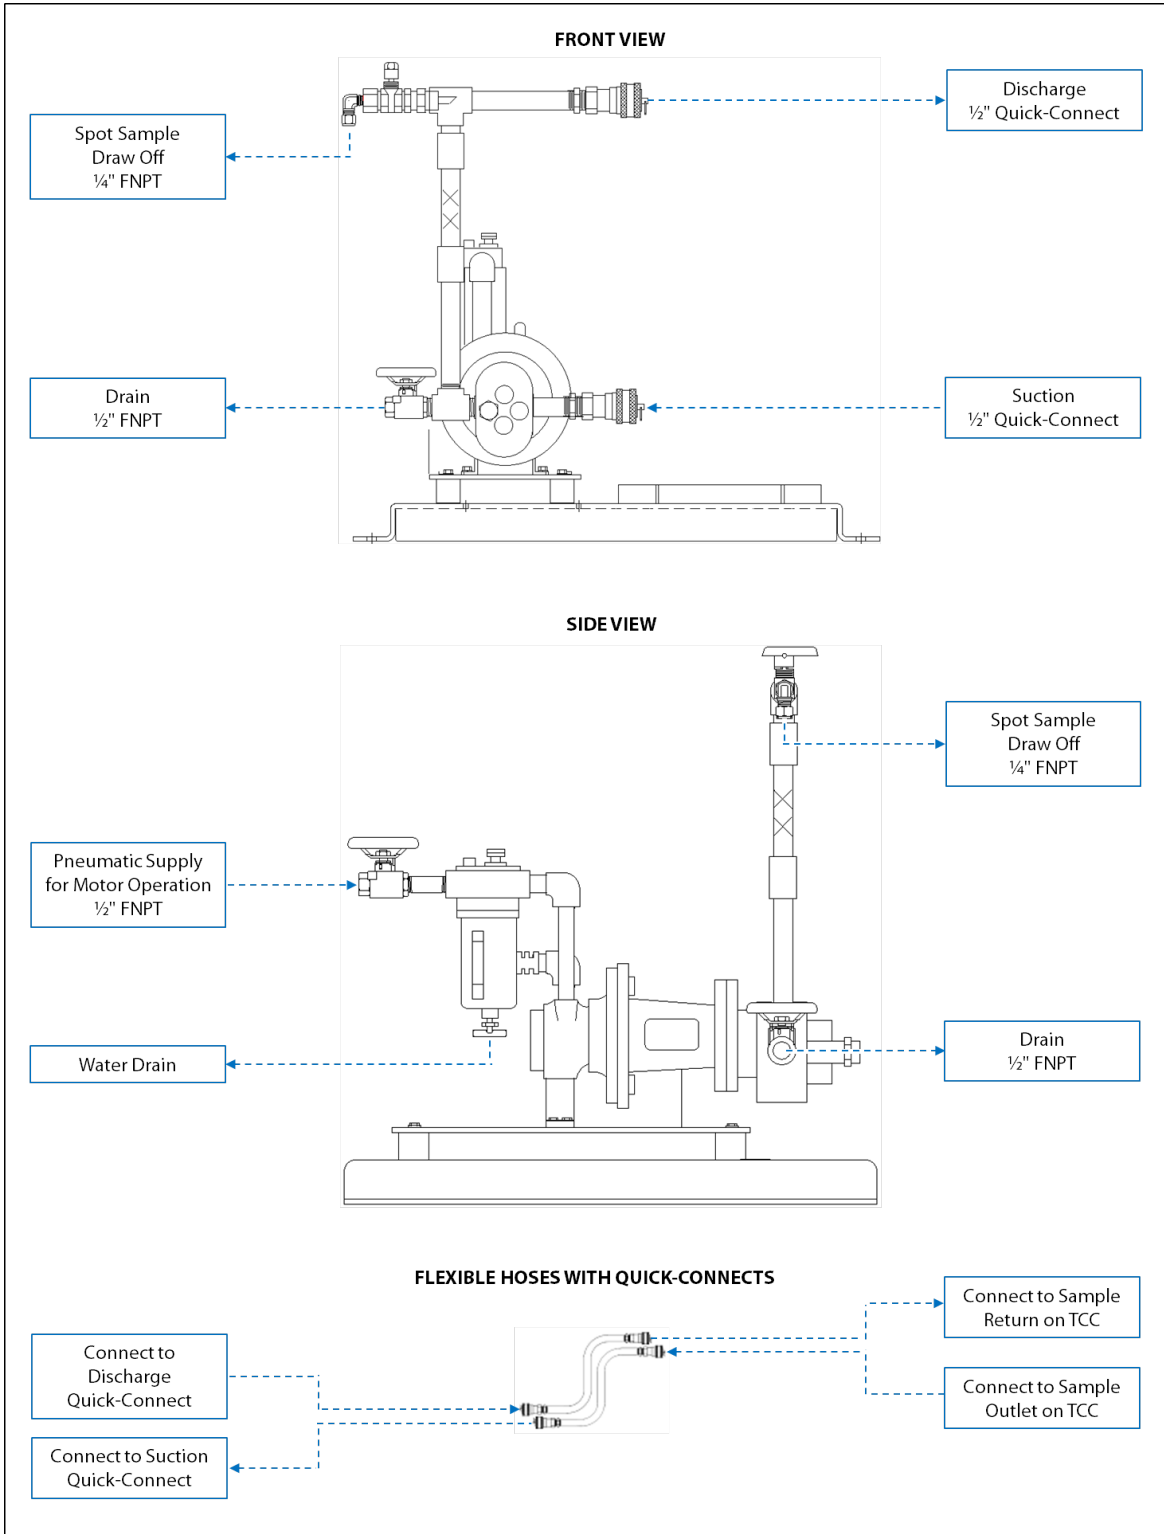 FRONT VIEW
Discharge
½" Quick-Connect
Spot Sample
Draw Off
¼" FNPT
Drain
½" FNPT
Suction
½" Quick-Connect
SIDE VIEW
Spot Sample
Draw Off
¼" FNPT
Pneumatic Supply
for Motor Operation
½" FNPT
Water Drain
Drain
½" FNPT
FLEXIBLE HOSES WITH QUICK-CONNECTS
Connect to Sample
Return on TCC
Connect to
Discharge
Quick-Connect
Connect to Sample
Outlet on TCC
Connect to Suction
Quick-Connect